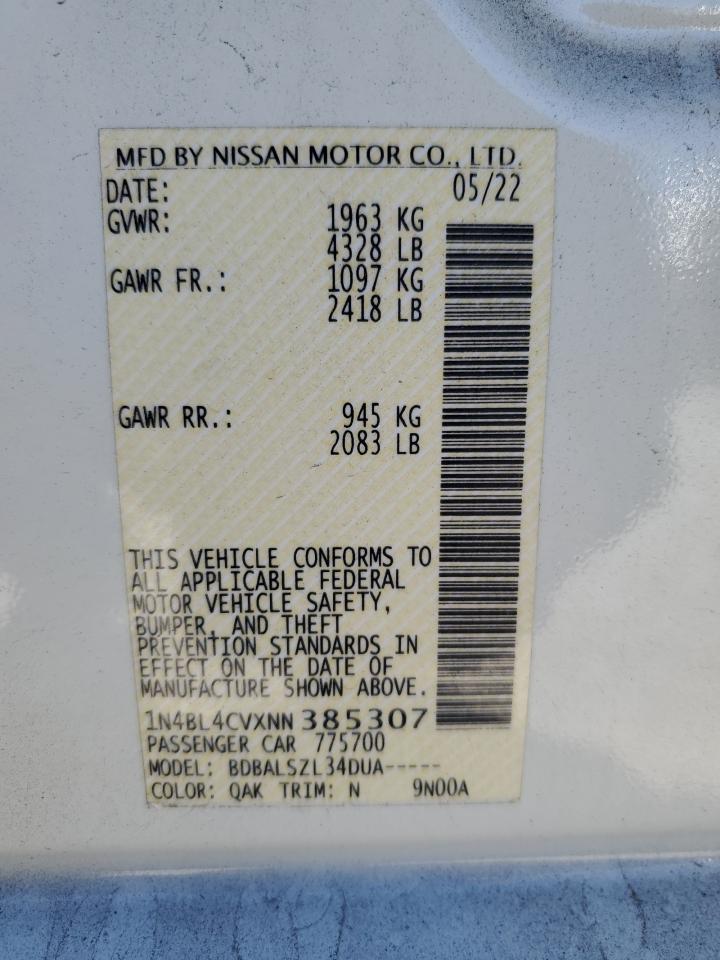 MFD BY NISSAN MOTOR CO., LTD.
DATE: 05/22
GVWR: 1963 KG
4328 LB
GAWR FR.: 1097 KG
2418 LB
GAWR RR.: 945 KG
2083 LB
THIS VEHICLE CONFORMS TO
ALL APPLICABLE FEDERAL
MOTOR VEHICLE SAFETY,
BUMPER, AND THEFT
PREVENTION STANDARDS IN
EFFECT ON THE DATE OF
MANUFACTURE SHOWN ABOVE.
1N4BL4CVXNN385307
PASSENGER CAR 775700
MODEL: BDBALSZL34DUA-----
COLOR: QAK TRIM: N 9N00A